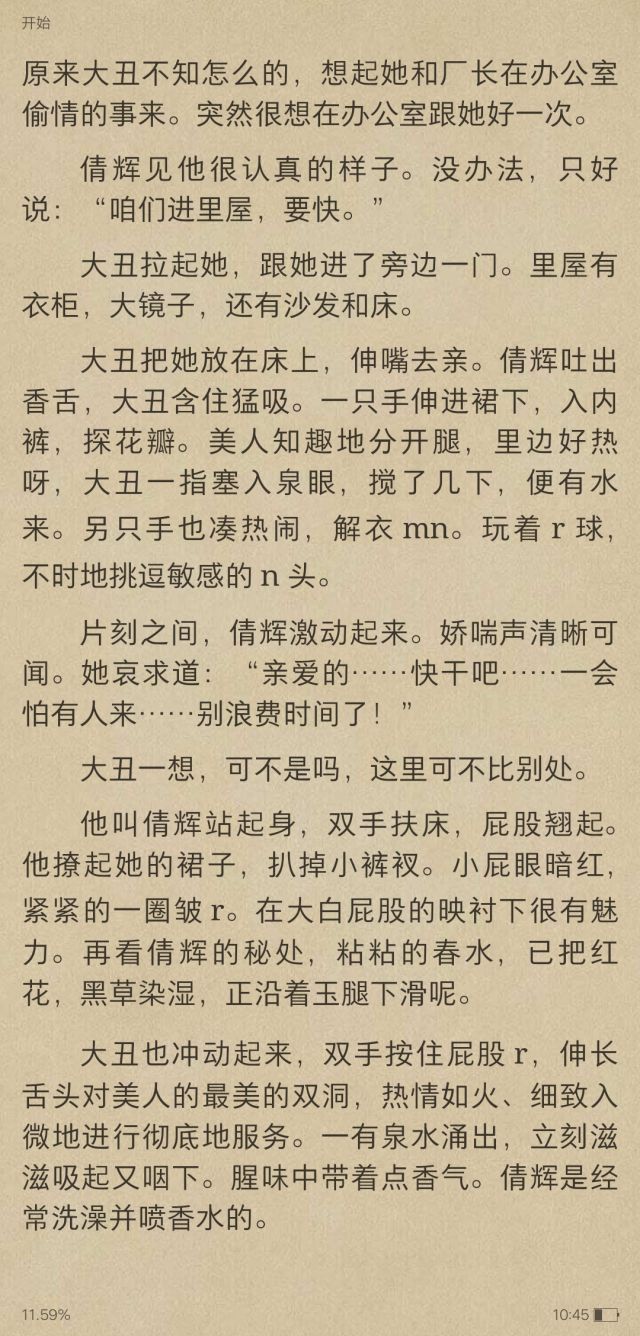 开始
原来大丑不知怎么的，想起她和厂长在办公室
偷情的事来。突然很想在办公室跟她好一次。
倩辉见他很认真的样子。没办法，只好
说：“咱们进里屋，要快。”
大丑拉起她，跟她进了旁边一门。里屋有
衣柜，大镜子，还有沙发和床。
大丑把她放在床上，伸嘴去亲。倩辉吐出
香舌，大丑含住猛吸。一只手伸进裙下，入内
裤，探花瓣。美人知趣地分开腿，里边好热
呀，大丑一指塞入泉眼，搅了几下，便有水
来。另只手也凑热闹，解衣 mn。玩着 r 球，
不时地挑逗敏感的 n 头。
片刻之间，倩辉激动起来。娇喘声清晰可
闻。她哀求道：“亲爱的……快干吧……一会
怕有人来……别浪费时间了！”
大丑一想，可不是吗，这里可不比别处。
他叫倩辉站起身，双手扶床，屁股翘起。
他撩起她的裙子，扒掉小裤衩。小屁眼暗红，
紧紧的一圈皱 r。在大白屁股的映衬下很有魅
力。再看倩辉的秘处，粘粘的春水，已把红
花，黑草染湿，正沿着玉腿下滑呢。
大丑也冲动起来，双手按住屁股 r，伸长
舌头对美人的最美的双洞，热情如火、细致入
微地进行彻底地服务。一有泉水涌出，立刻滋
滋吸起又咽下。腥味中带着点香气。倩辉是经
常洗澡并喷香水的。
11.59%
10:45